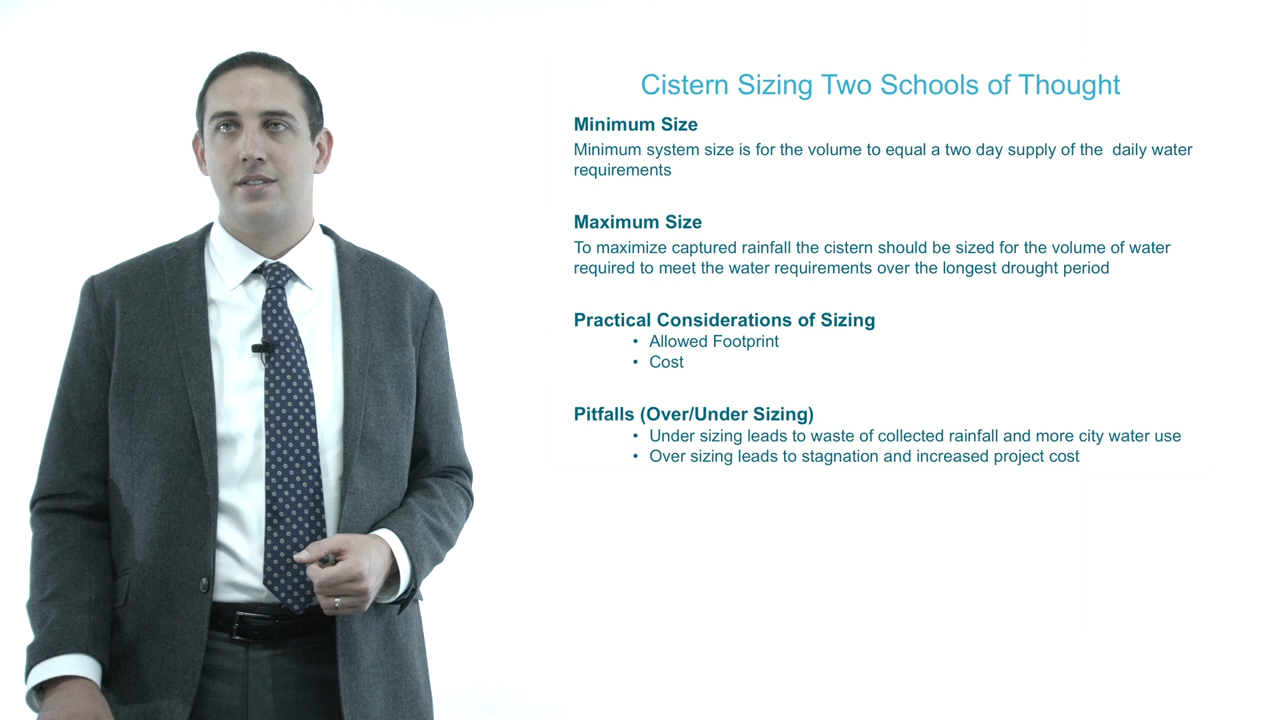 Cistern Sizing Two Schools of Thought
Minimum Size
Minimum system size is for the volume to equal a two day supply of the  daily water
requirements
Maximum Size
To maximize captured rainfall the cistern should be sized for the volume of water
required to meet the water requirements over the longest drought period
Practical Considerations of Sizing
• Allowed Footprint
• Cost
Pitfalls (Over/Under Sizing)
• Under sizing leads to waste of collected rainfall and more city water use
• Over sizing leads to stagnation and increased project cost